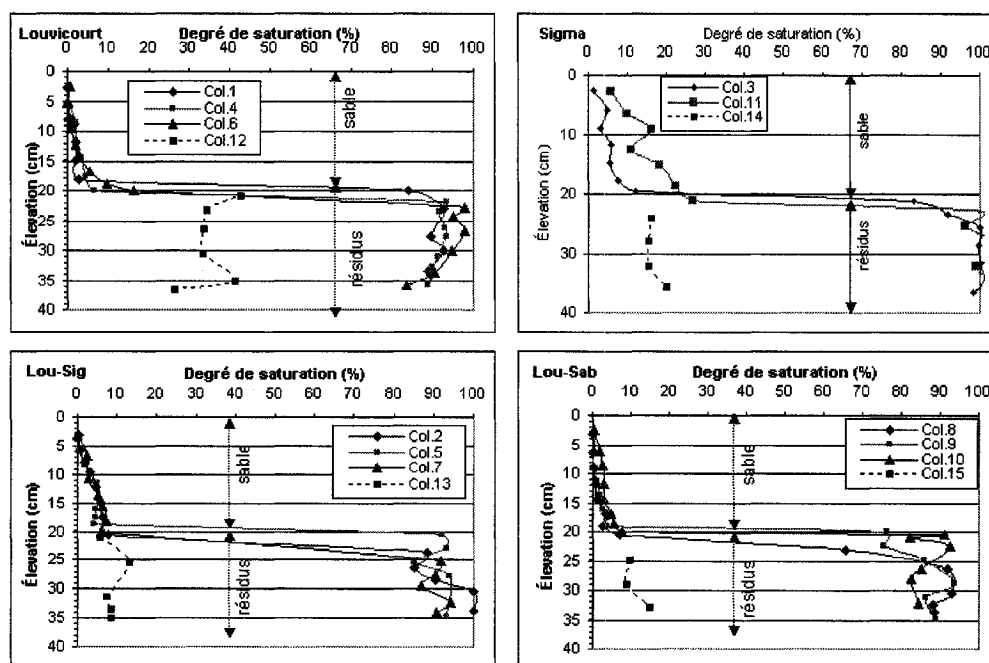 Louvicourt Degré de saturation (%)
0 10 20 30 40 50 60 70 80 90 100
0
5
10
15
20
25
30
35
40
Élevation (cm)
Col.1
Col.4
Col.6
Col.12
sable
résidus
Sigma Degré de saturation (%)
0 10 20 30 40 50 60 70 80 90 100
0
10
20
30
40
Élevation (cm)
Col.3
Col.11
Col.14
sable
résidus
Lou-Sig Degré de saturation (%)
0 10 20 30 40 50 60 70 80 90 100
0
5
10
15
20
25
30
35
40
Élevation (cm)
Col.2
Col.5
Col.7
Col.13
sable
résidus
Lou-Sab Degré de saturation (%)
0 10 20 30 40 50 60 70 80 90 100
0
5
10
15
20
25
30
35
40
Élevation (cm)
Col.8
Col.9
Col.10
Col.15
sable
résidus